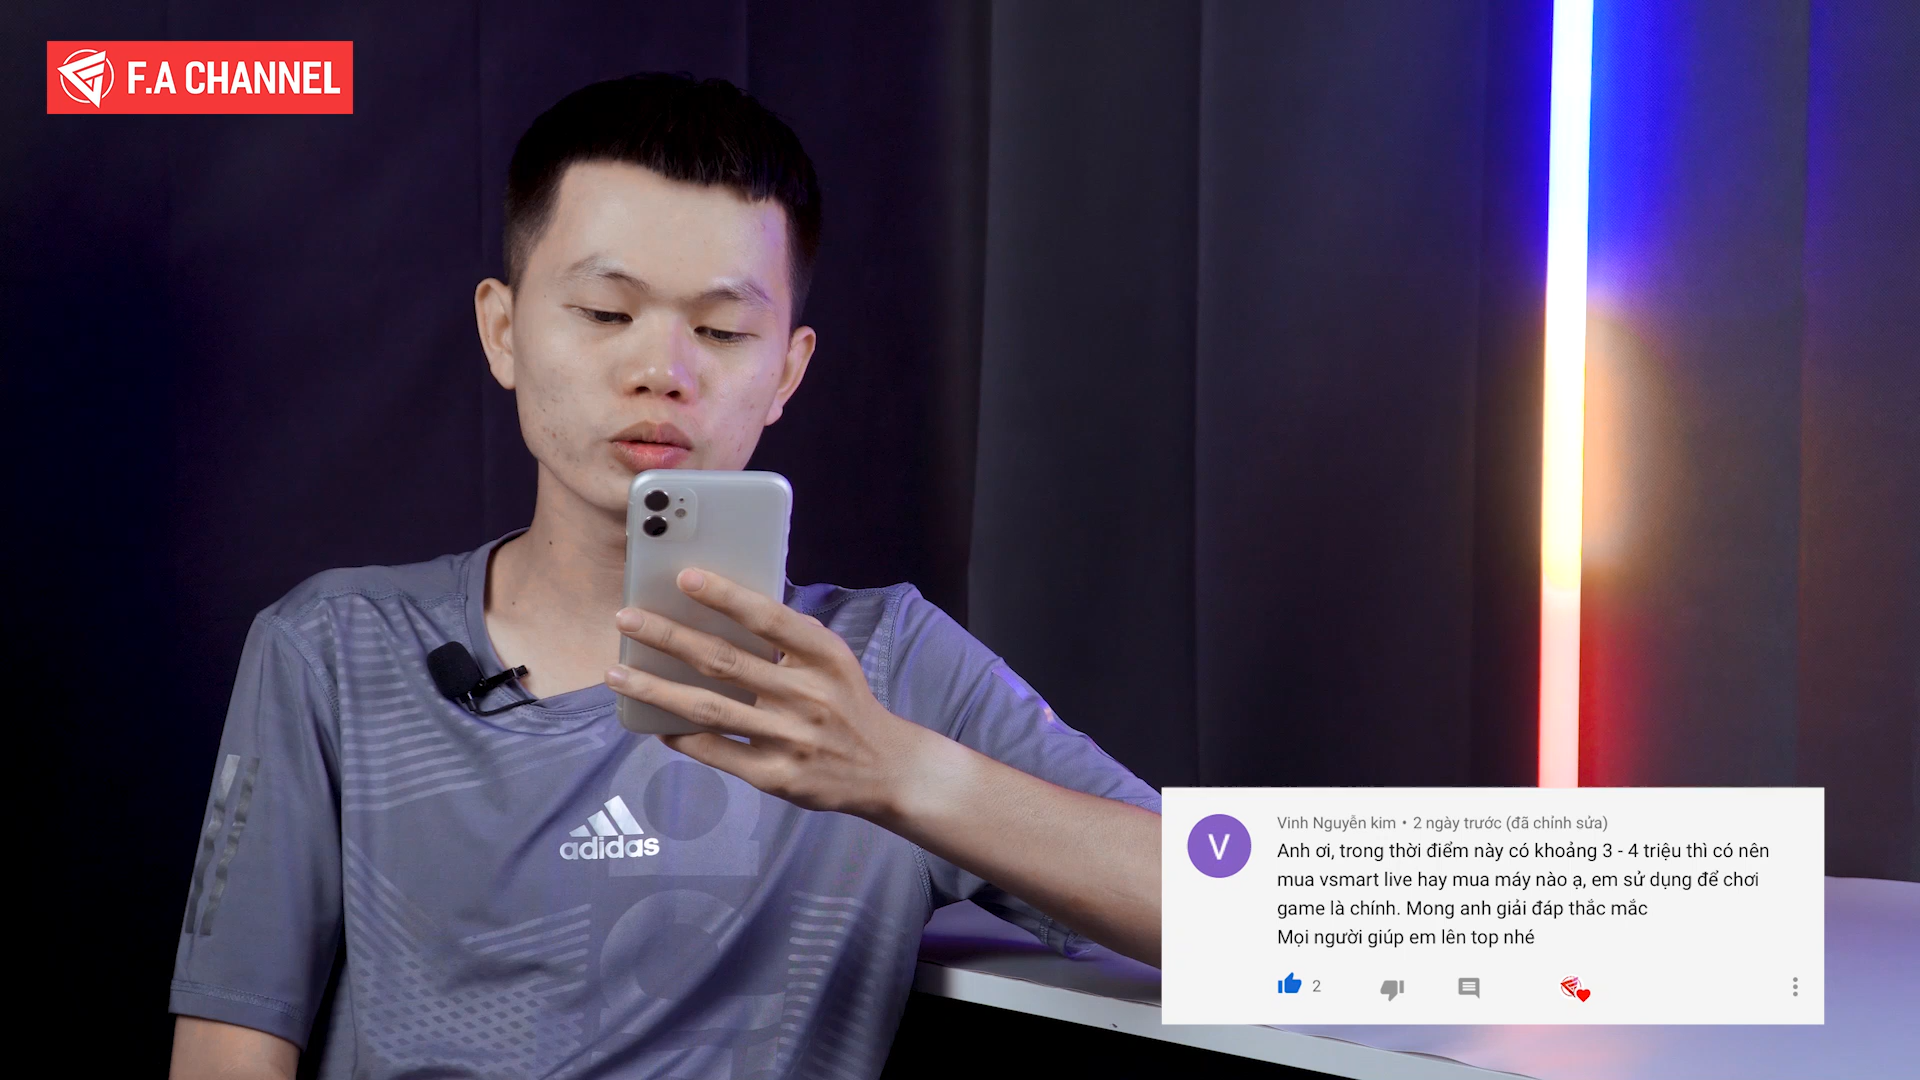 F.A CHANNEL
adidas
V
Vinh Nguyễn kim • 2 ngày trước (đã chỉnh sửa)
Anh ơi, trong thời điểm này có khoảng 3 - 4 triệu thì có nên
mua vsmart live hay mua máy nào ạ, em sử dụng để chơi
game là chính. Mong anh giải đáp thắc mắc
Mọi người giúp em lên top nhé
2